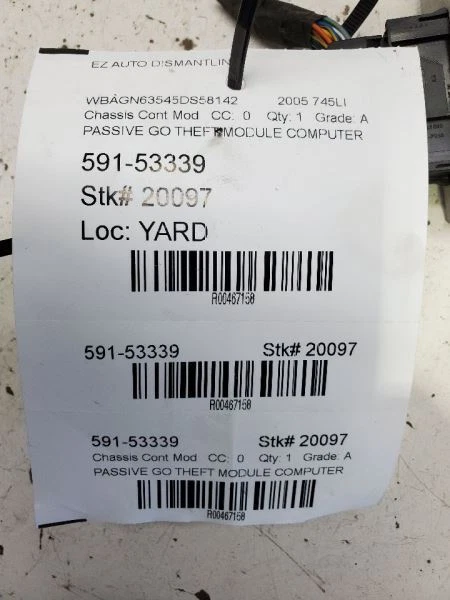 EZ AUTO DISMANTLIN
WBAGN63545DS58142 2005 745LI
Chassis Cont Mod CC: 0 Qty: 1 Grade: A
PASSIVE GO THEFT MODULE COMPUTER
591-53339
Stk# 20097
Loc: YARD
R00467158
591-53339 Stk# 20097
R00467158
591-53339 Stk# 20097
Chassis Cont Mod CC: 0 Qty: 1 Grade: A
PASSIVE GO THEFT MODULE COMPUTER
R00467158